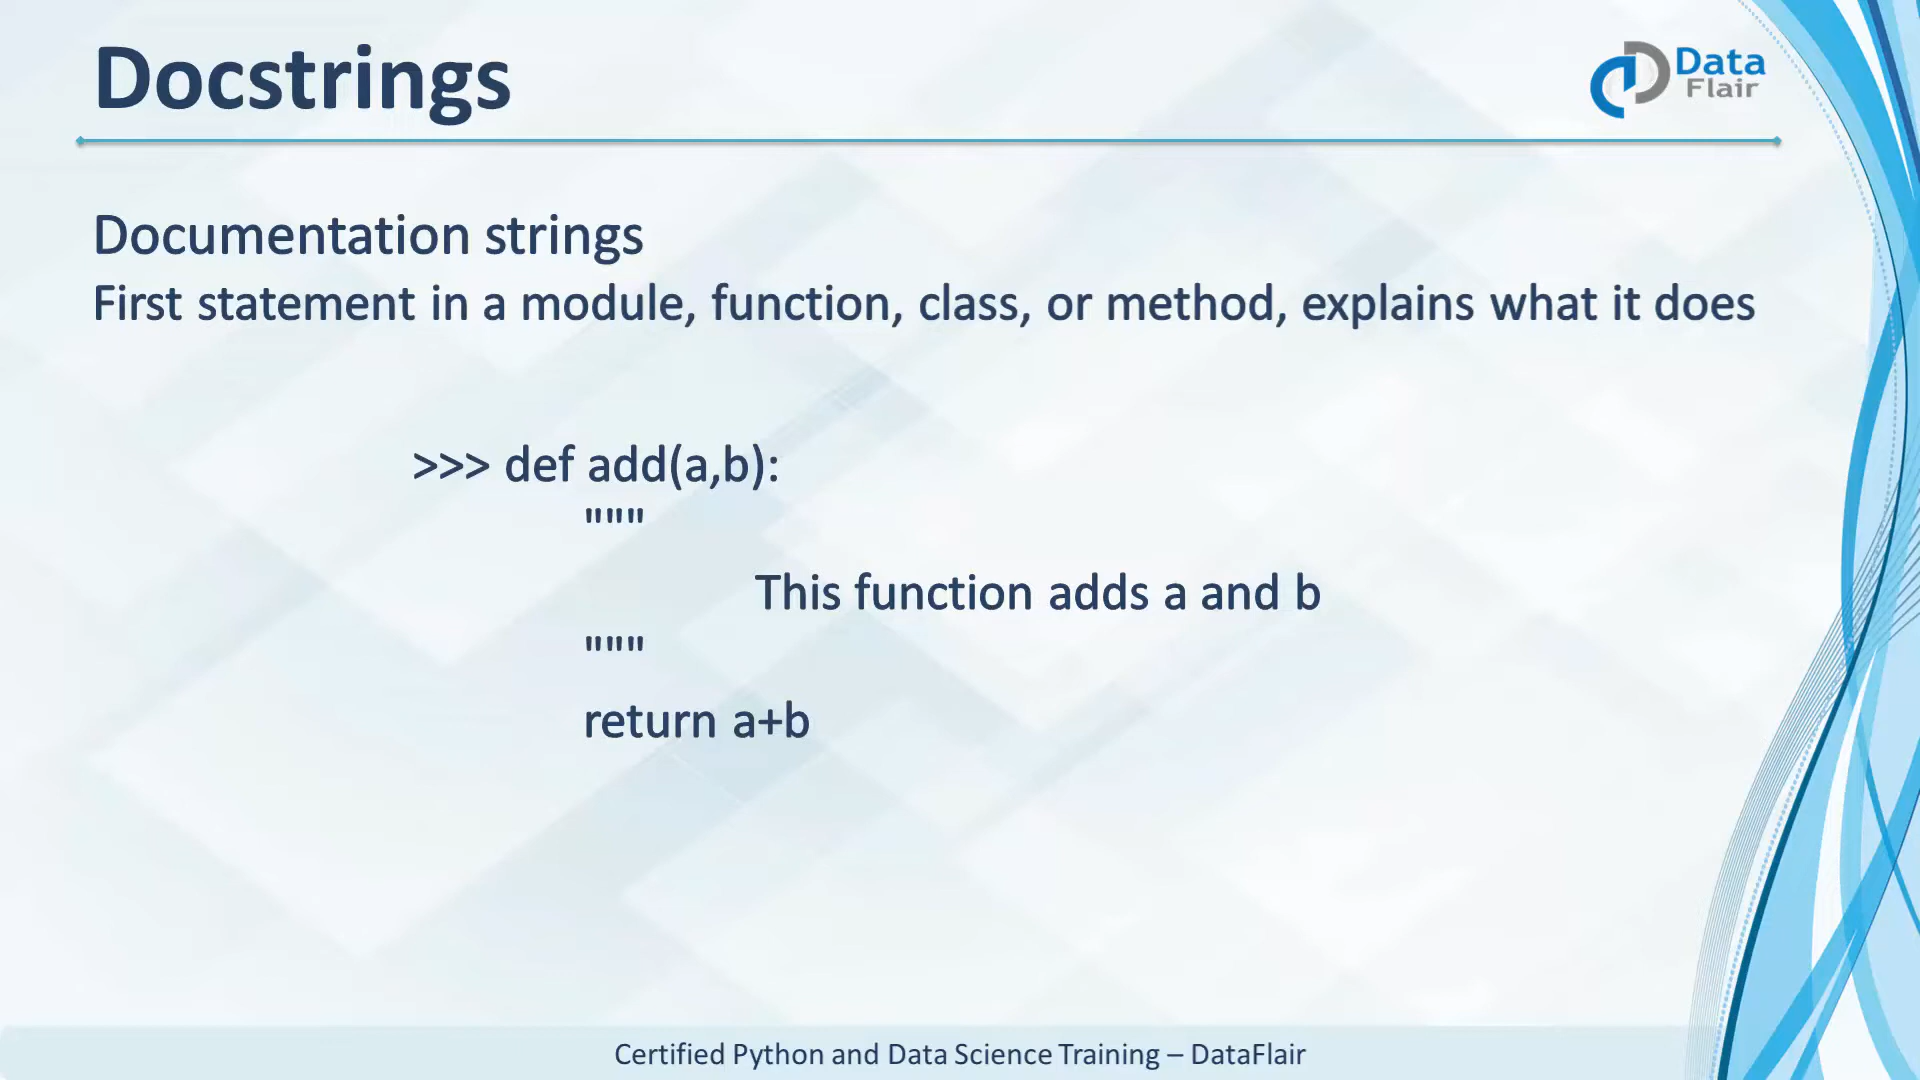 Docstrings
Data
Flair
Documentation strings
First statement in a module, function, class, or method, explains what it does
>>> def add(a,b):
"""
This function adds a and b
"""
return a+b
Certified Python and Data Science Training – DataFlair